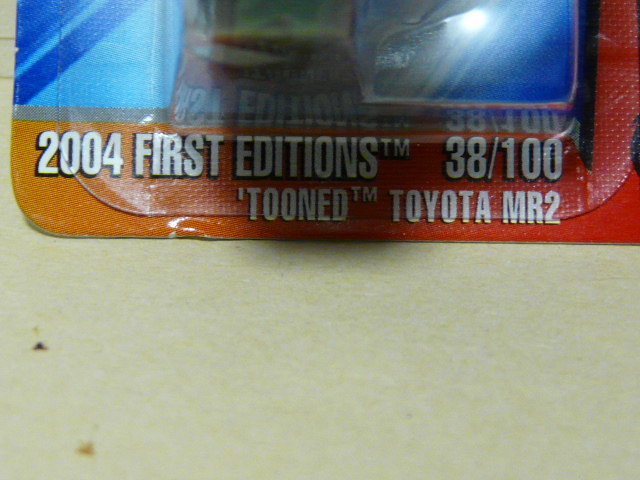 2004 FIRST EDITIONS™ 38/100
'TOONED™ TOYOTA MR2